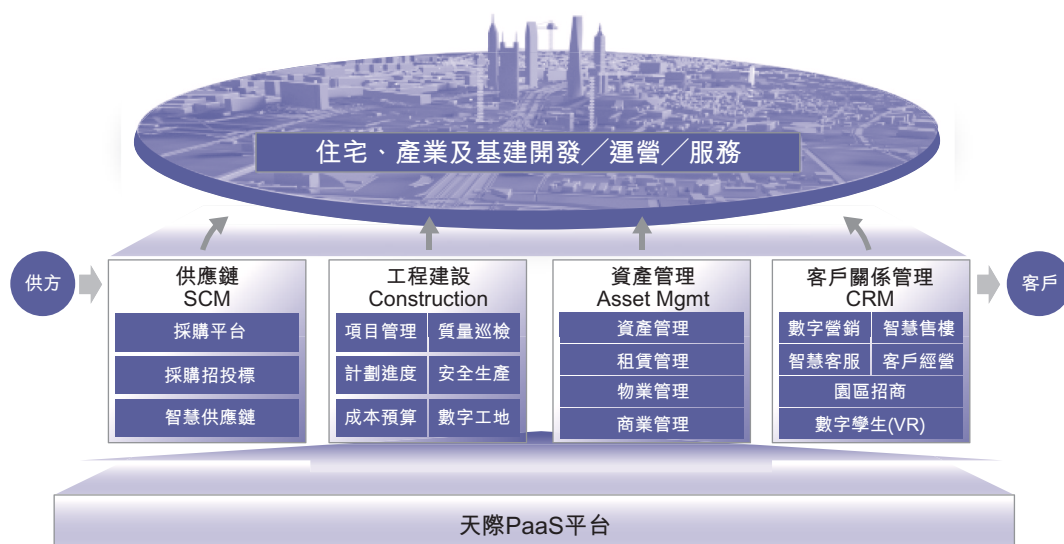 住宅、產業及基建開發／運營／服務
供方
供應鏈
SCM
採購平台
採購招投標
智慧供應鏈
工程建設
Construction
項目管理 質量巡檢
計劃進度 安全生產
成本預算 數字工地
資產管理
Asset Mgmt
資產管理
租賃管理
物業管理
商業管理
客戶關係管理
CRM
數字營銷 智慧售樓
智慧客服 客戶經營
園區招商
數字孿生(VR)
客戶
天際PaaS平台